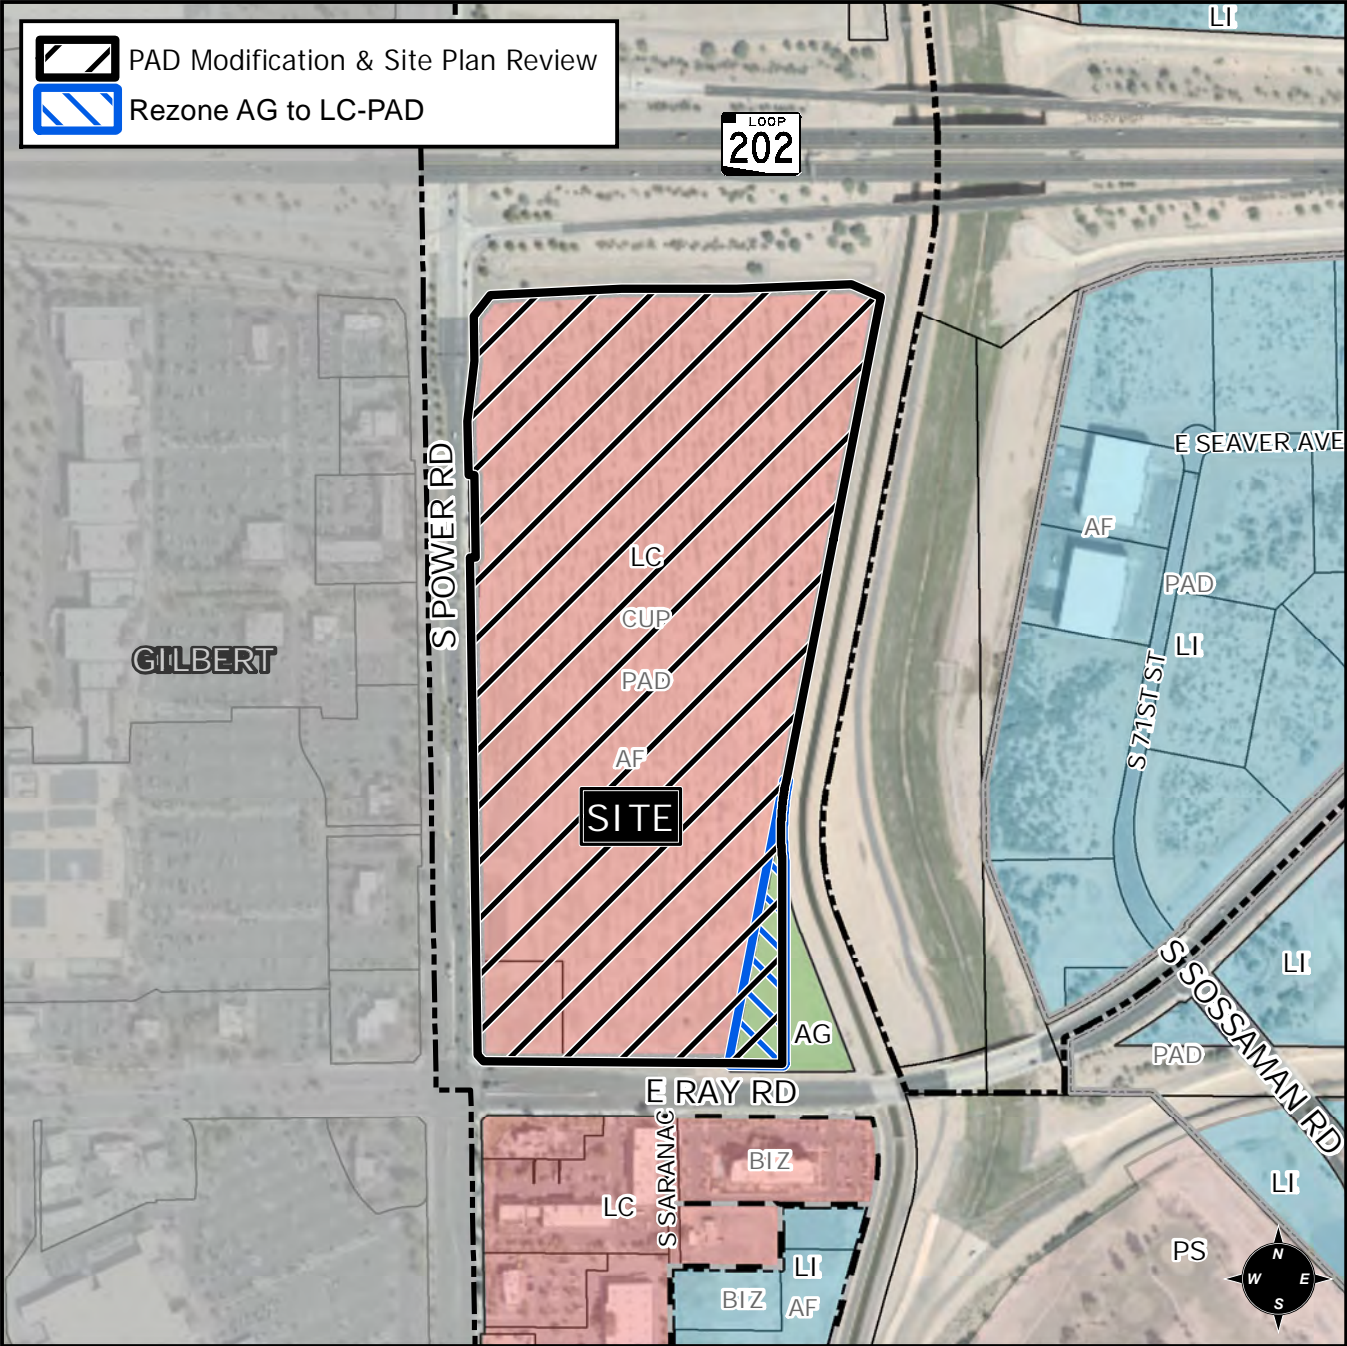 LI
PAD Modification & Site Plan Review
Rezone AG to LC-PAD
LOOP
202
E SEAVER AVE
S POWER RD
AF
LC
PAD
CUP
LI
GILBERT
PAD
S 71ST ST
AF
SITE
S SOSSAMAN RD
LI
AG
PAD
E RAY RD
S SARANAC
BIZ
LC
LI
PS
LI
BIZ
AF
N
W E
S